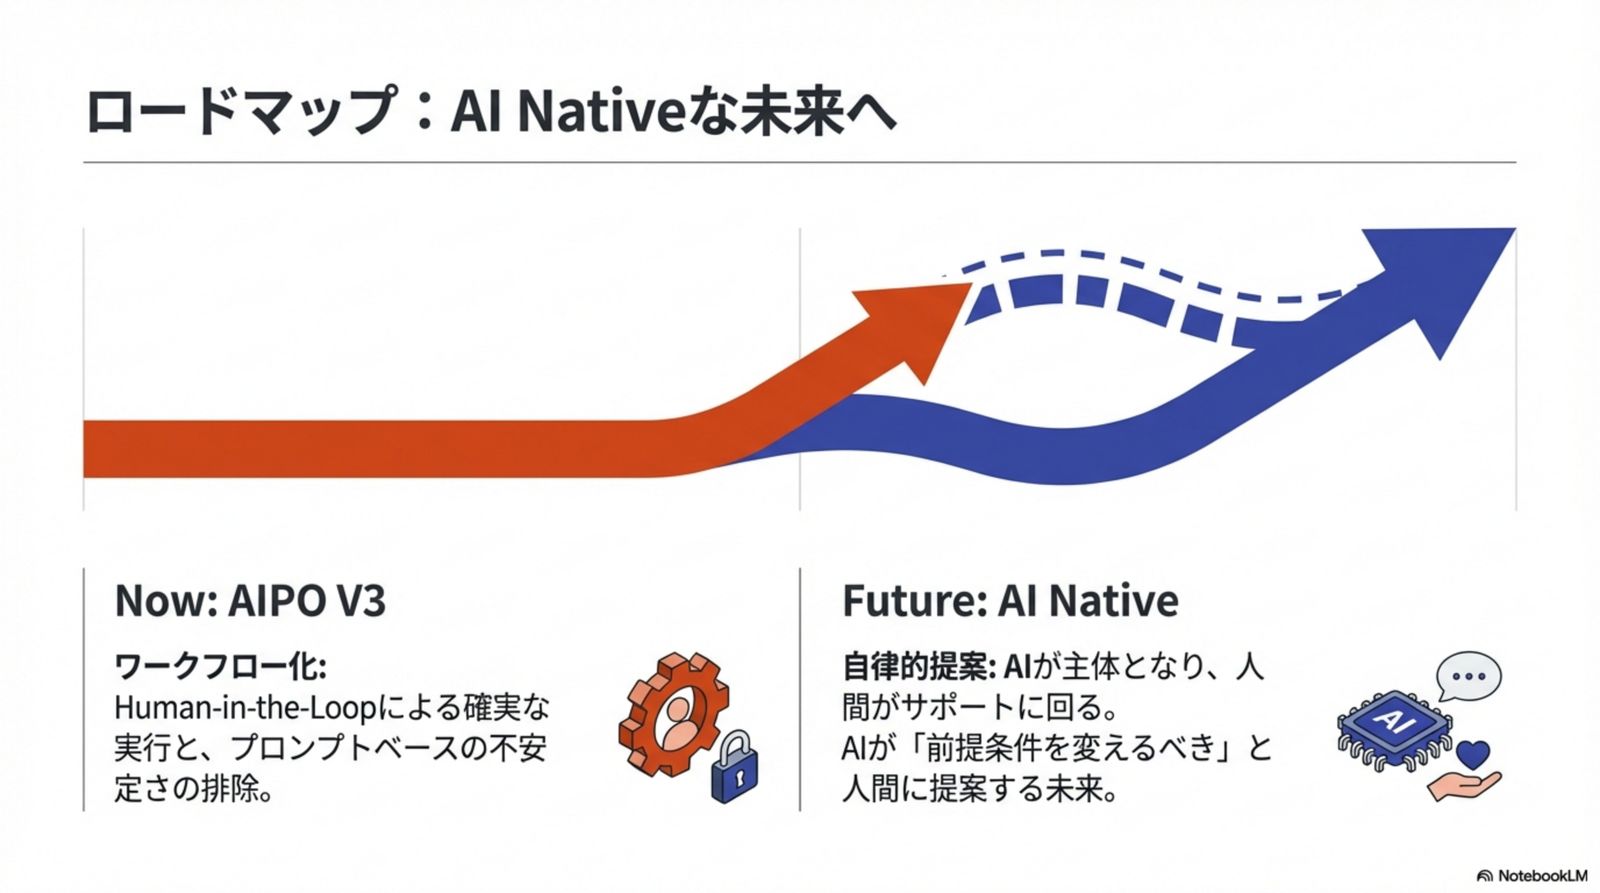 ロードマップ：AI Nativeな未来へ
Now: AIPO V3
ワークフロー化:
Human-in-the-Loopによる確実な
実行と、プロンプトベースの不安
定さの排除。
Future: AI Native
自律的提案: AIが主体となり、人
間がサポートに回る。
AIが「前提条件を変えるべき」と
人間に提案する未来。
AI
NotebookLM